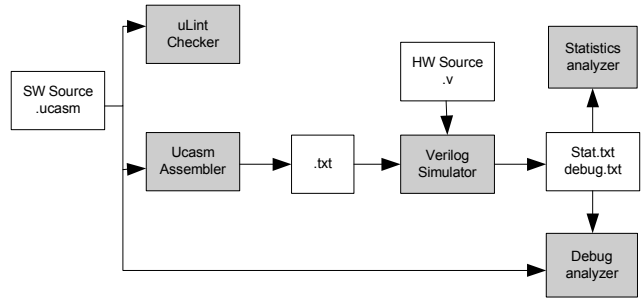 uLint
Checker
SW Source
.ucasm
HW Source
.v
Statistics
analyzer
Ucasm
Assembler
.txt
Verilog
Simulator
Stat.txt
debug.txt
Debug
analyzer